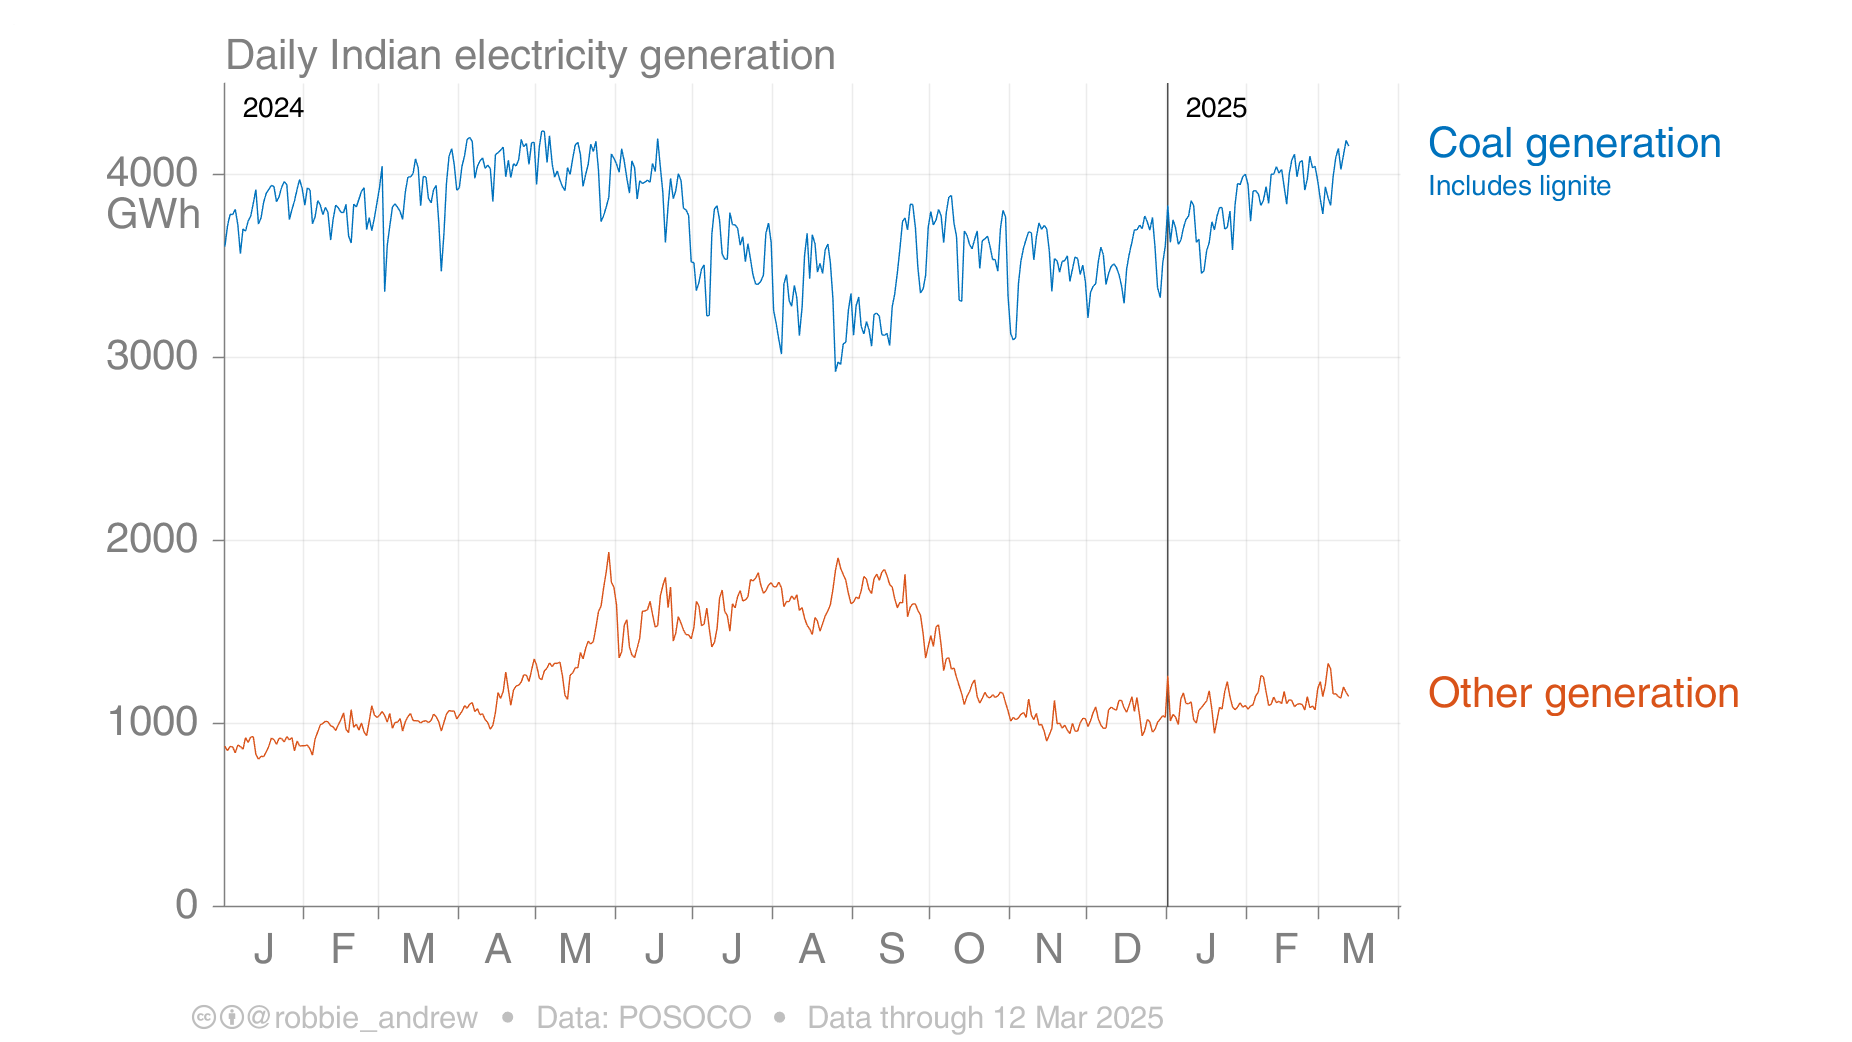 Daily Indian electricity generation
2024
2025
Coal generation
Includes lignite
4000
GWh
3000
2000
1000
0
Other generation
J F M A M J J A S O N D J F M
@robbie_andrew • Data: POSOCO • Data through 12 Mar 2025